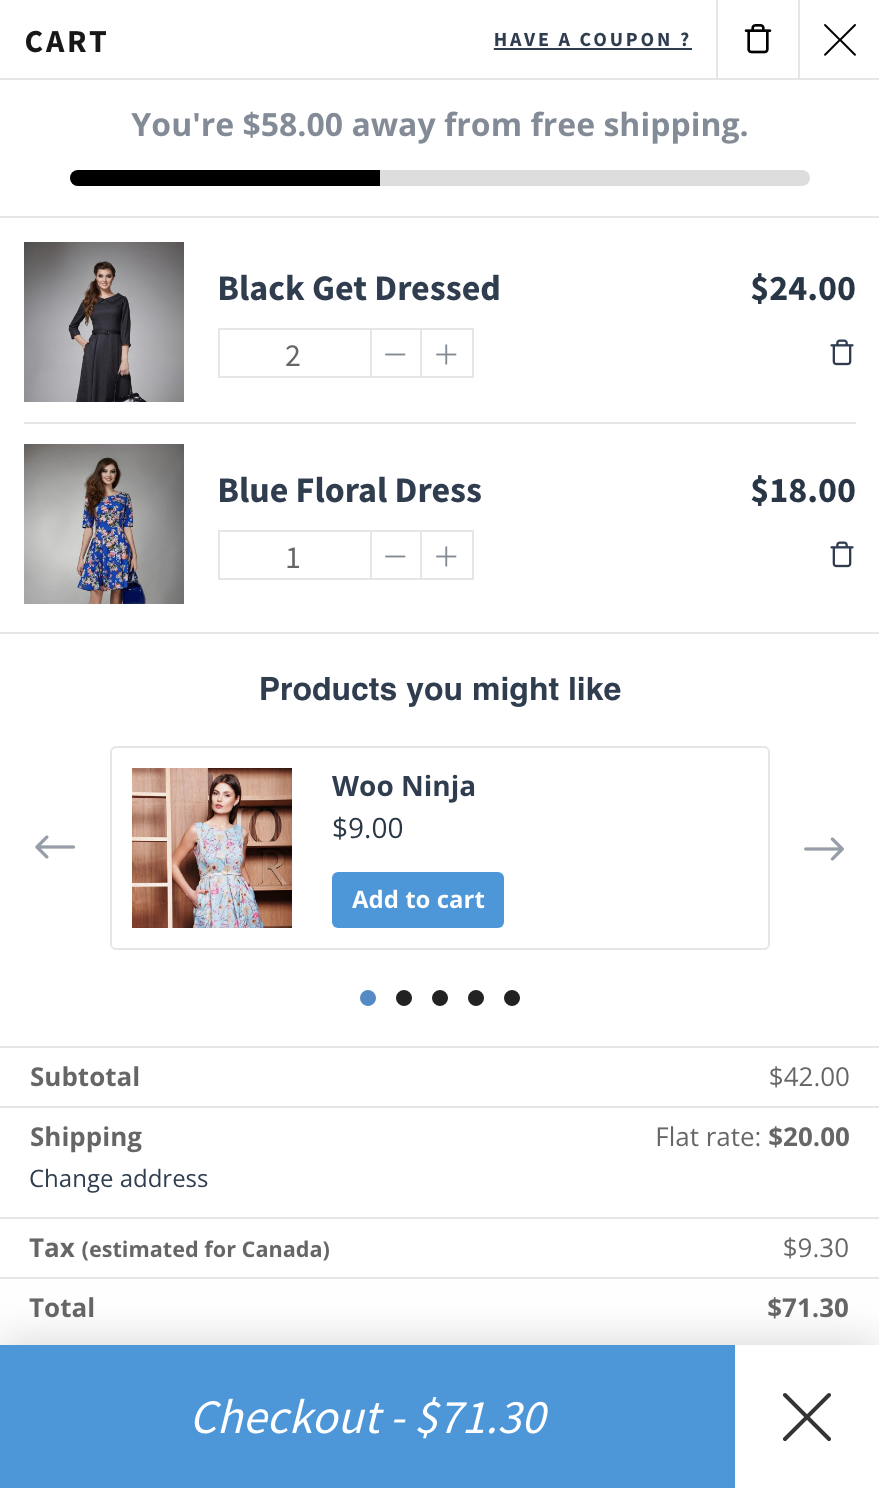 CART
HAVE A COUPON ?
You're $58.00 away from free shipping.
Black Get Dressed
$24.00
2
Blue Floral Dress
$18.00
1
Products you might like
Woo Ninja
$9.00
Add to cart
Subtotal $42.00
Shipping Flat rate: $20.00
Change address
Tax (estimated for Canada) $9.30
Total $71.30
Checkout - $71.30